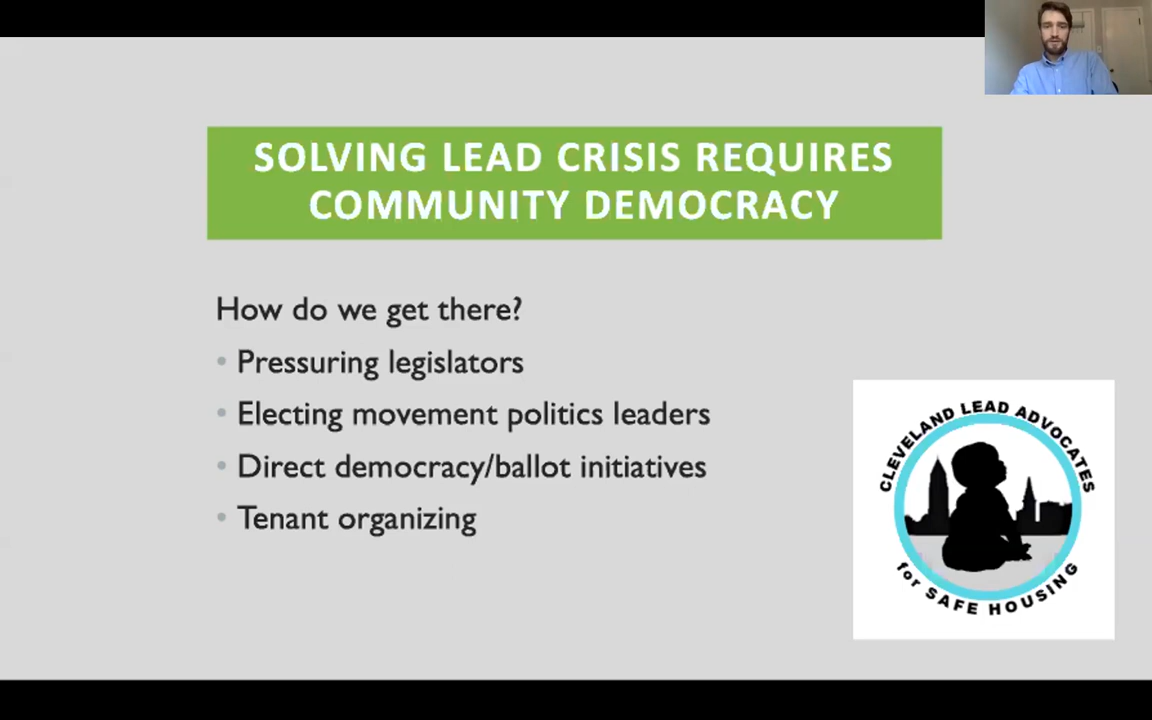 SOLVING LEAD CRISIS REQUIRES
COMMUNITY DEMOCRACY
How do we get there?
• Pressuring legislators
• Electing movement politics leaders
• Direct democracy/ballot initiatives
• Tenant organizing
CLEVELAND LEAD ADVOCATES
for SAFE HOUSING